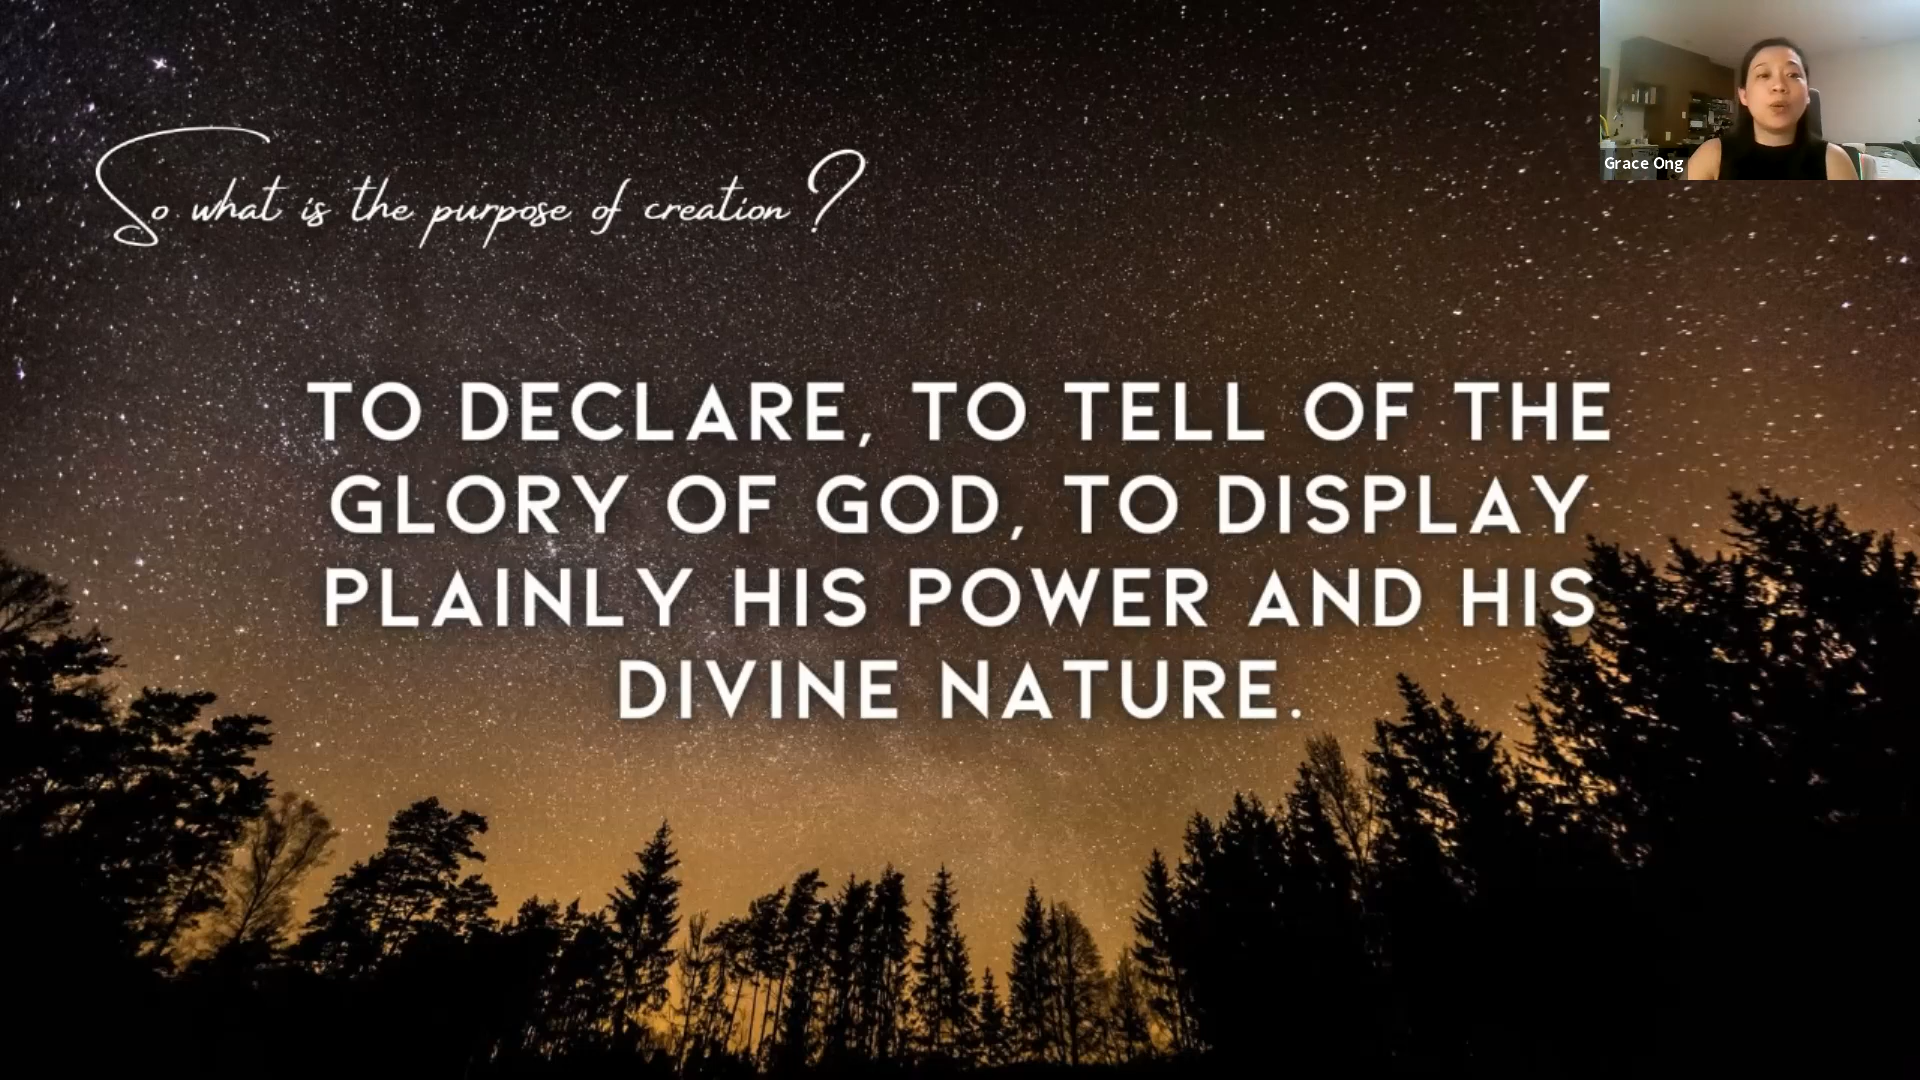 Grace Ong
So what is the purpose of creation?
TO DECLARE, TO TELL OF THE
GLORY OF GOD, TO DISPLAY
PLAINLY HIS POWER AND HIS
DIVINE NATURE.